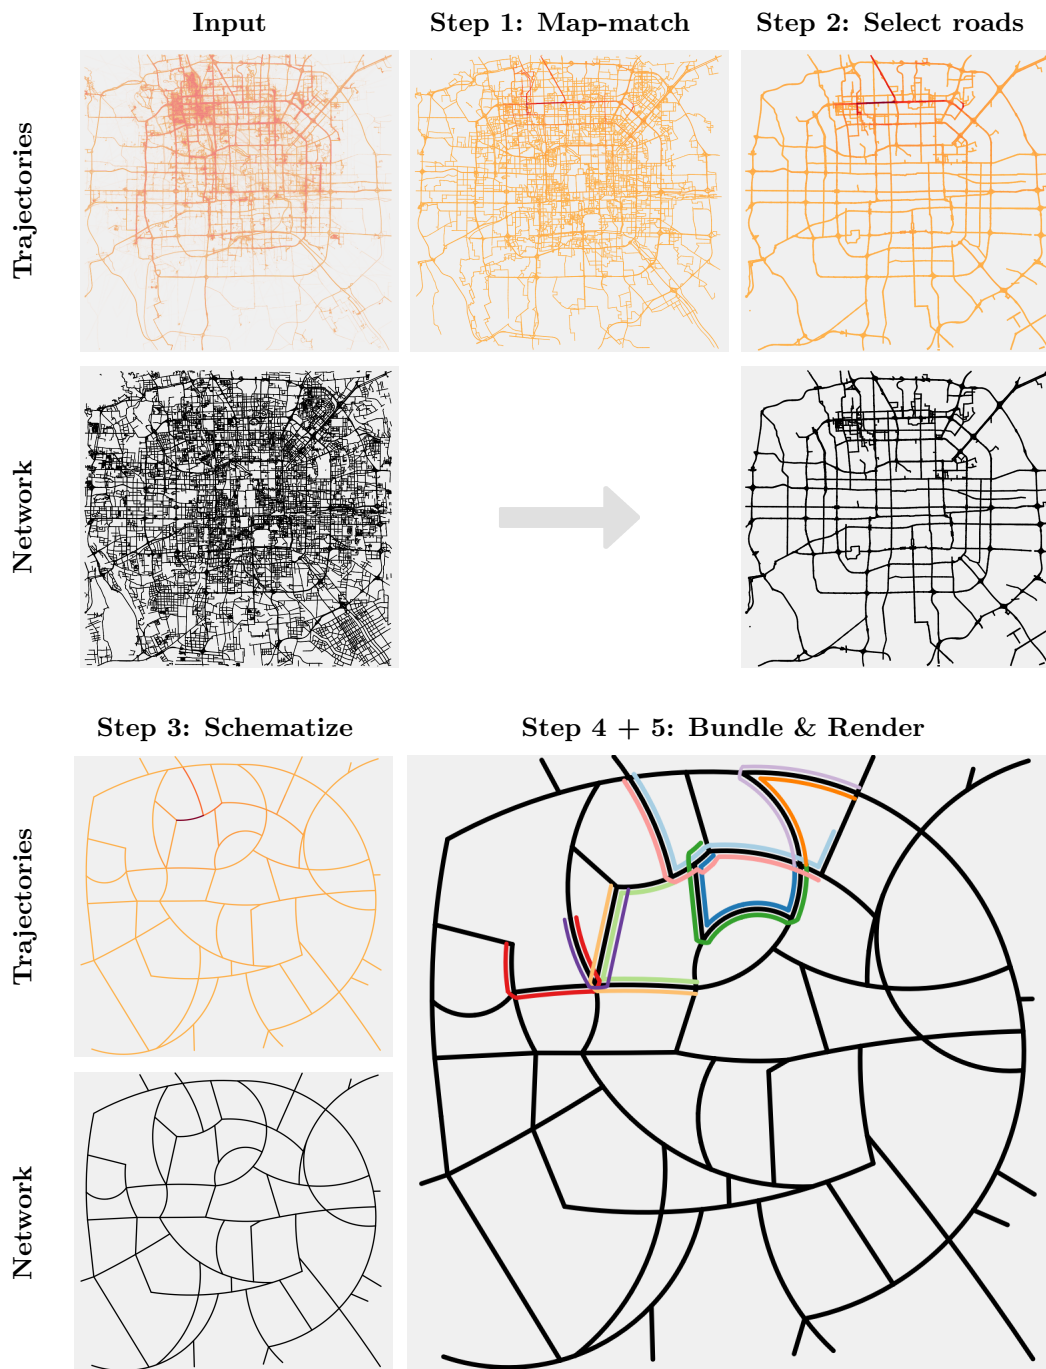 Input
Step 1: Map-match
Step 2: Select roads
Trajectories
Network
Step 3: Schematize
Step 4 + 5: Bundle & Render
Trajectories
Network